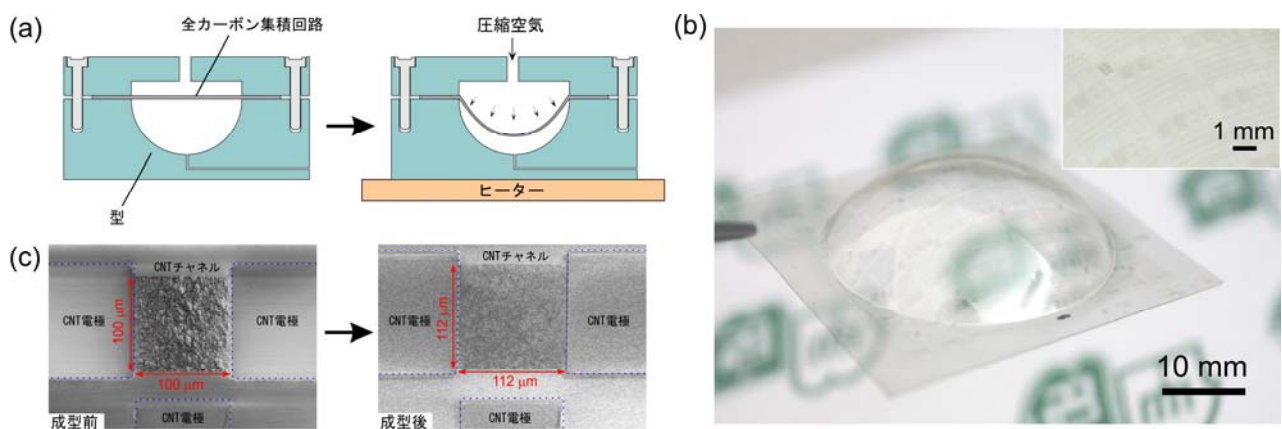 (a)
全カーボン集積回路
圧縮空気
型
ヒーター
(b)
1 mm
10 mm
(c)
CNTチャネル
CNT電極
CNT電極
100 μm
100 μm
CNT電極
成型前
CNTチャネル
CNT電極
CNT電極
112 μm
112 μm
CNT電極
成型後